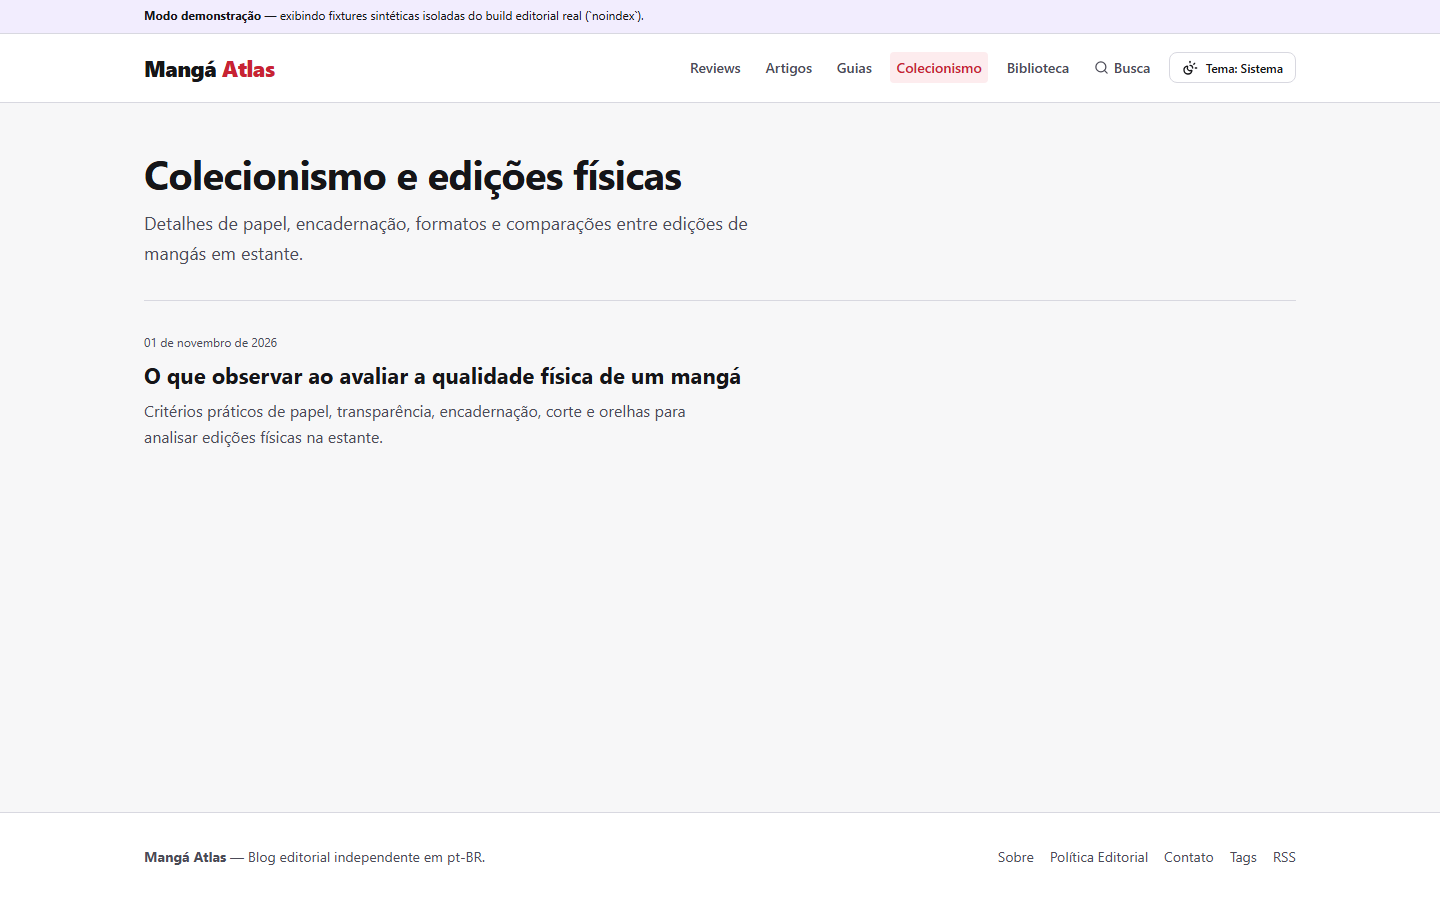 Modo demonstração — exibindo fixtures sintéticas isoladas do build editorial real (`noindex`).
Mangá Atlas
Reviews
Artigos
Guias
Colecionismo
Biblioteca
Busca
Tema: Sistema
Colecionismo e edições físicas
Detalhes de papel, encadernação, formatos e comparações entre edições de
mangás em estante.
01 de novembro de 2026
O que observar ao avaliar a qualidade física de um mangá
Critérios práticos de papel, transparência, encadernação, corte e orelhas para
analisar edições físicas na estante.
Mangá Atlas — Blog editorial independente em pt-BR.
Sobre
Política Editorial
Contato
Tags
RSS